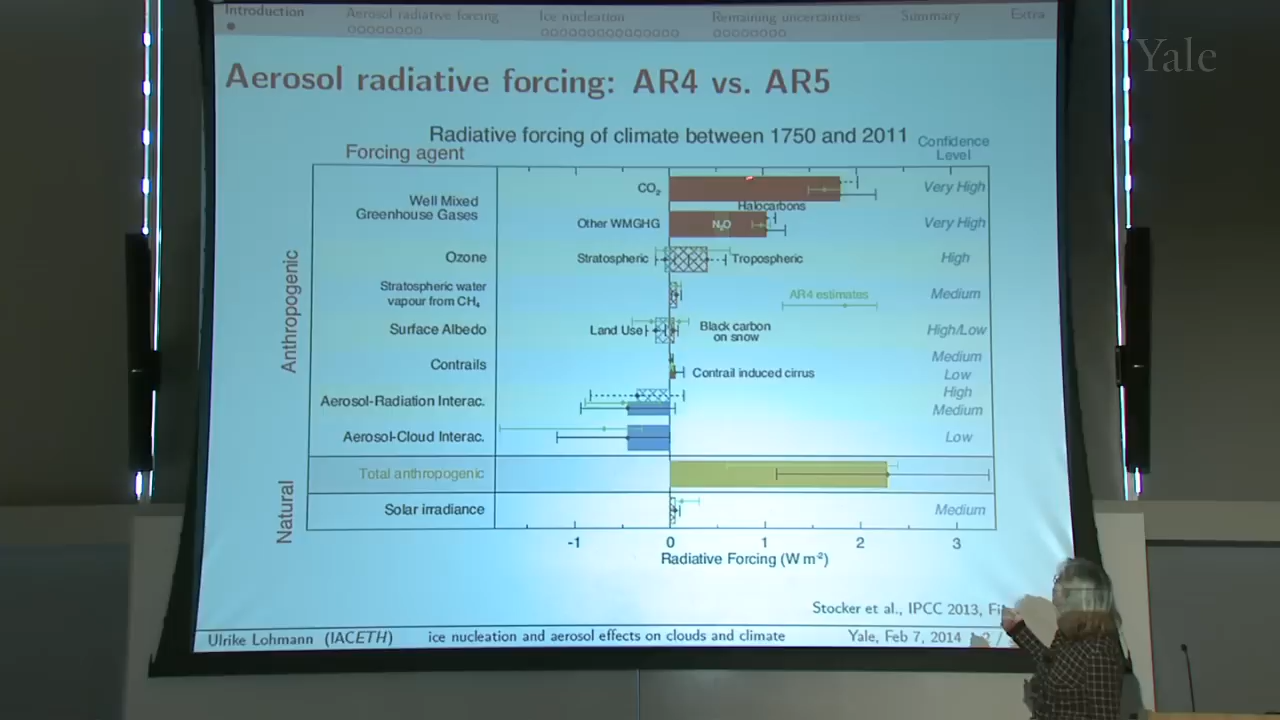 Introduction Aerosol radiative forcing Ice nucleation Remaining uncertainties Summary Extra
Yale
Aerosol radiative forcing: AR4 vs. AR5
Radiative forcing of climate between 1750 and 2011
Forcing agent
Confidence
Level
Anthropogenic
Well Mixed
Greenhouse Gases
CO₂
Very High
Halocarbons
Other WMGHG
N₂O
Very High
Ozone
Stratospheric
Tropospheric
High
Stratospheric water
vapour from CH₄
AR4 estimates
Medium
Surface Albedo
Land Use
Black carbon
on snow
High/Low
Contrails
Contrail induced cirrus
Medium
Low
Aerosol-Radiation Interac.
High
Medium
Aerosol-Cloud Interac.
Low
Total anthropogenic
Natural
Solar irradiance
Medium
-1 0 1 2 3
Radiative Forcing (W m⁻²)
Stocker et al., IPCC 2013,
Ulrike Lohmann (IACETH) ice nucleation and aerosol effects on clouds and climate Yale, Feb 7, 2014